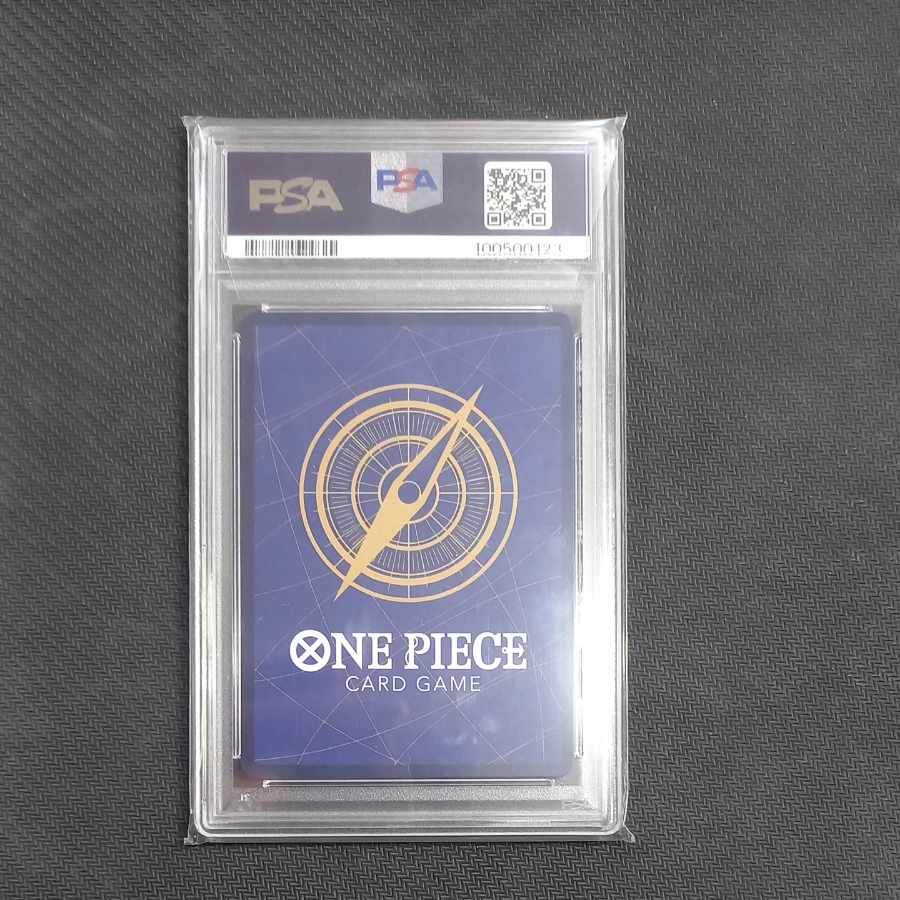 PSA
PSA
100500123
ONE PIECE
CARD GAME